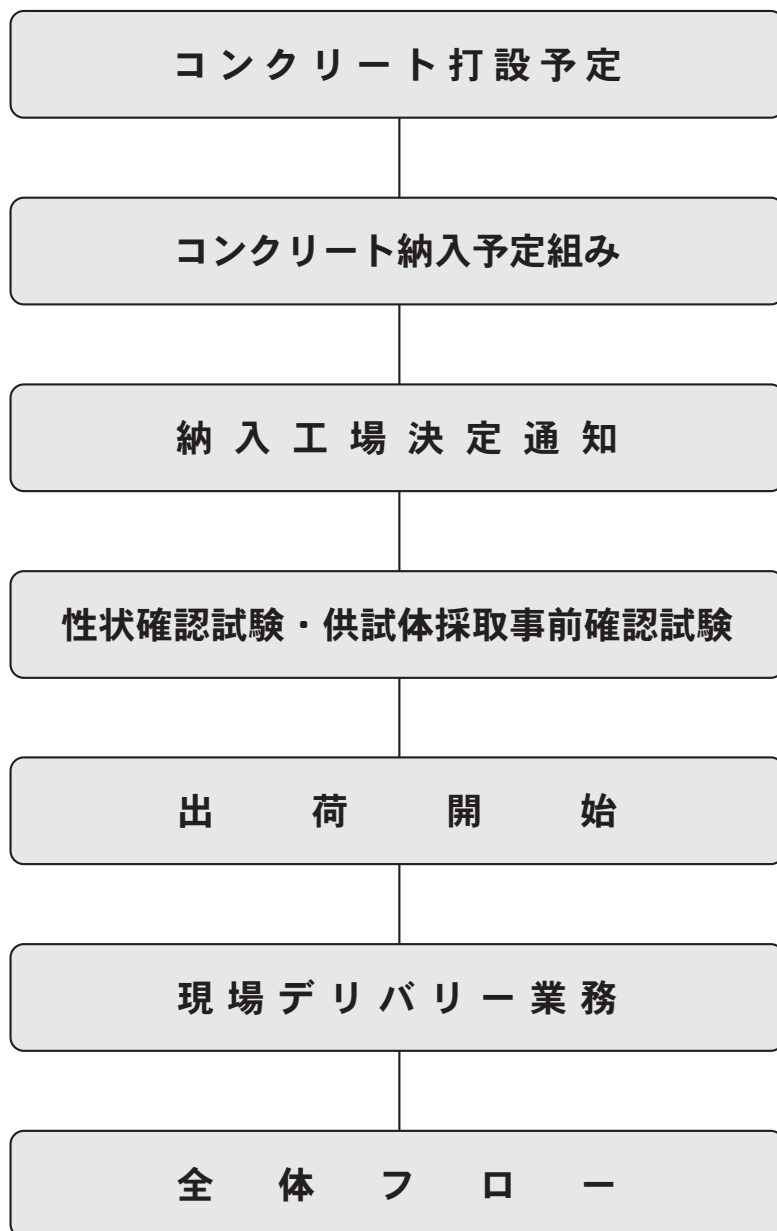 コンクリート打設予定
コンクリート納入予定組み
納入工場決定通知
性状確認試験・供試体採取事前確認試験
出荷開始
現場デリバリー業務
全体フロー